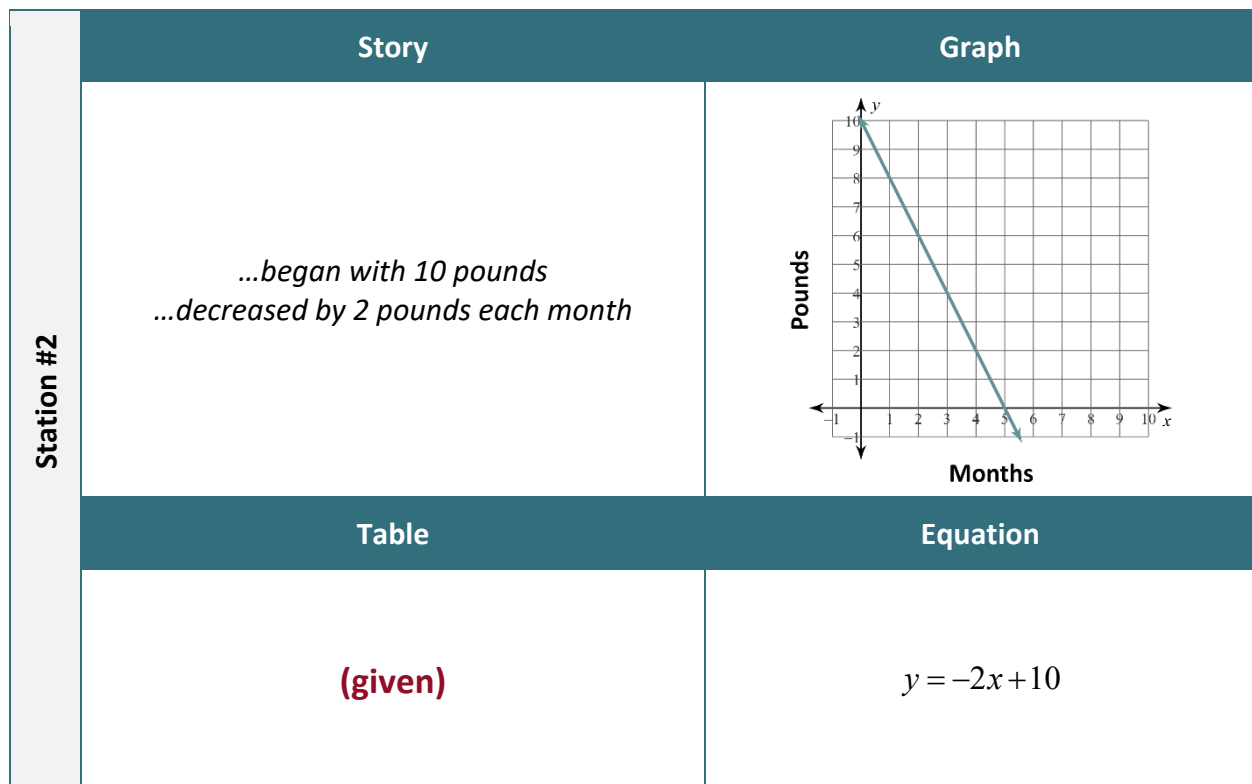 Station #2
Story
Graph
…began with 10 pounds
…decreased by 2 pounds each month
y
10
9
8
7
6
5
4
3
2
1
Pounds
–1 1 2 3 4 5 6 7 8 9 10 x
–1
Months
Table
Equation
(given)
y = −2x + 10